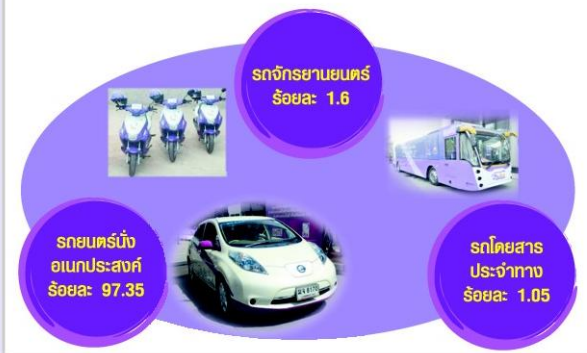 รถจักรยานยนตร์
ร้อยละ 1.6
รถยนตร์นั่ง
อเนกประสงค์
ร้อยละ 97.35
รถโดยสาร
ประจำทาง
ร้อยละ 1.05